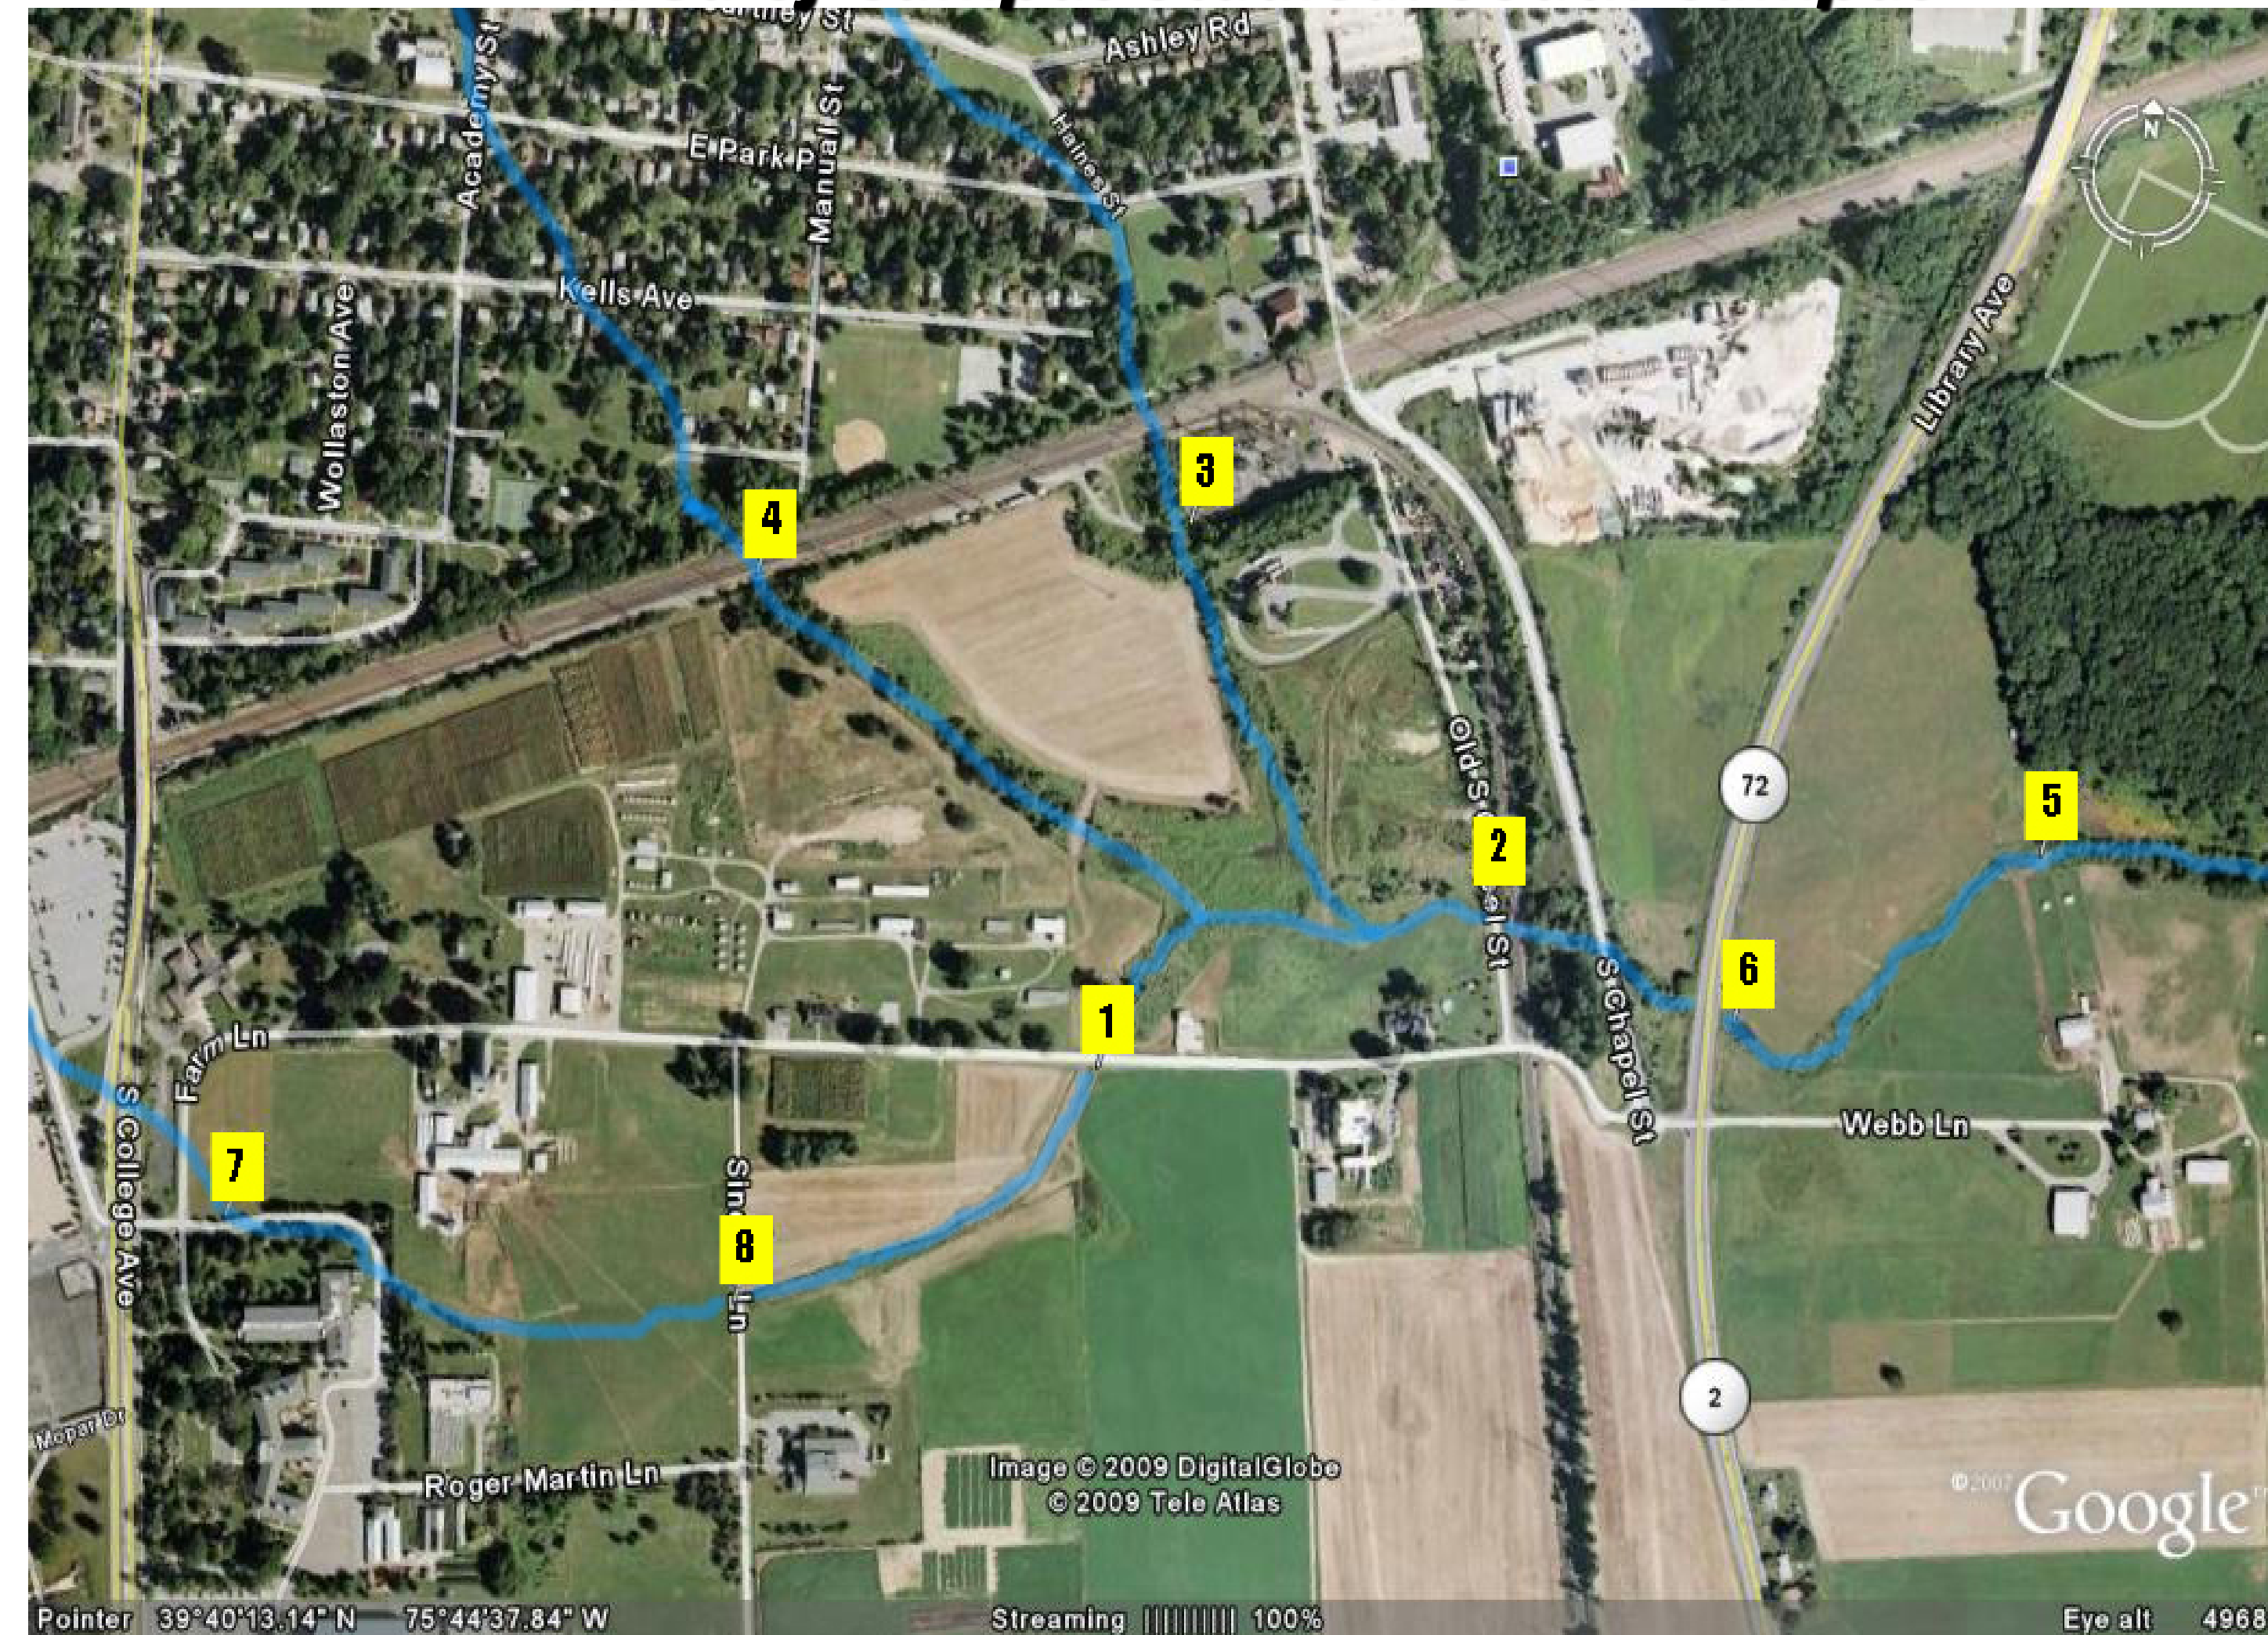 Ashley Rd
Academy St
Manual St
E Park P
Haines St
Kells Ave
Wollaston Ave
N
Library Ave
3
4
72
Old S
el St
5
2
6
1
S Chapel St
Farm Ln
S College Ave
7
Webb Ln
8
Ln
2
Mopar Dr
Roger Martin Ln
Image © 2009 DigitalGlobe
© 2009 Tele Atlas
©2007 Google
Pointer 39°40'13.14" N 75°44'37.84" W Streaming |||||||||| 100% Eye alt 4968